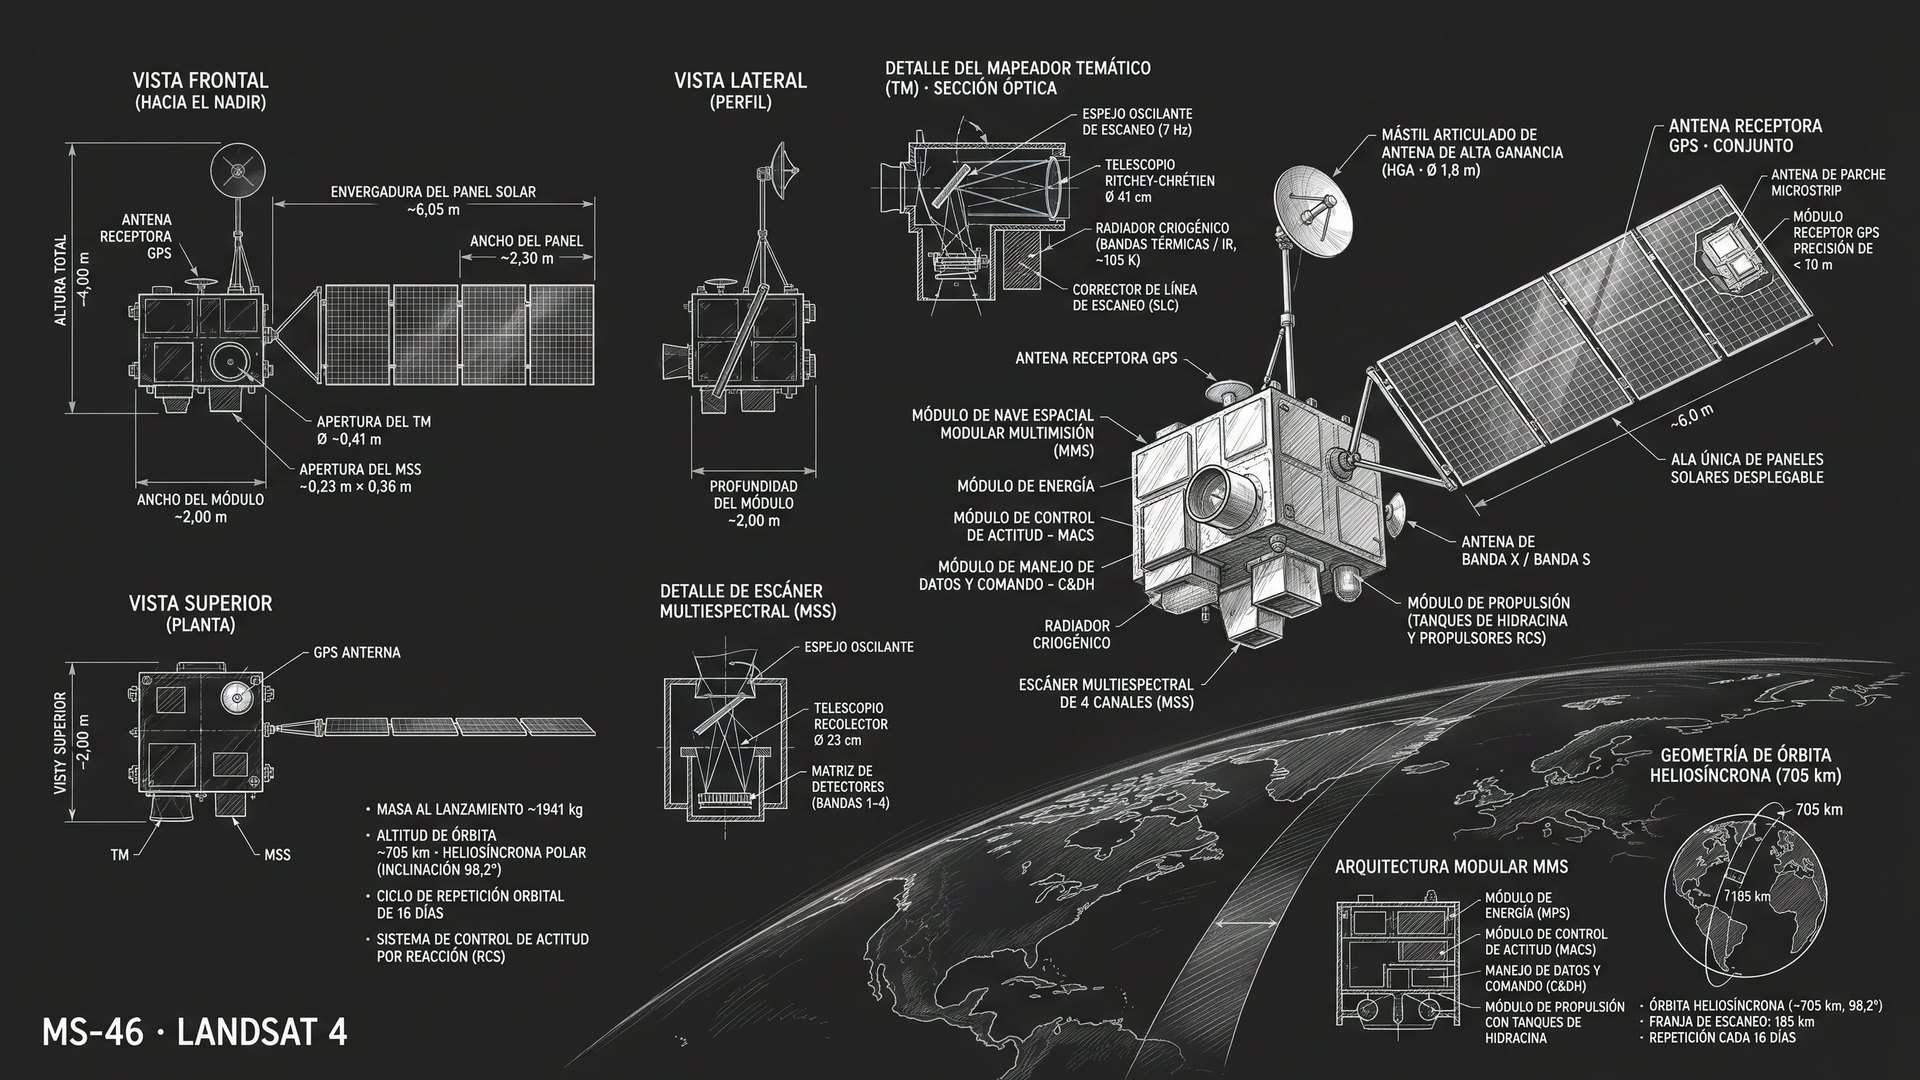 VISTA FRONTAL
(HACIA EL NADIR)
ALTURA TOTAL
~4,00 m
ANTENA
RECEPTORA
GPS
ENVERGADURA DEL PANEL SOLAR
~6,05 m
ANCHO DEL PANEL
~2,30 m
APERTURA DEL TM
Ø ~0,41 m
APERTURA DEL MSS
~0,23 m × 0,36 m
ANCHO DEL MÓDULO
~2,00 m
VISTA LATERAL
(PERFIL)
PROFUNDIDAD
DEL MÓDULO
~2,00 m
DETALLE DEL MAPEADOR TEMÁTICO
(TM) · SECCIÓN ÓPTICA
ESPEJO OSCILANTE
DE ESCANEO (7 Hz)
TELESCOPIO
RITCHEY-CHRÉTIEN
Ø 41 cm
RADIADOR CRIOGÉNICO
(BANDAS TÉRMICAS / IR,
~105 K)
CORRECTOR DE LÍNEA
DE ESCANEO (SLC)
MÁSTIL ARTICULADO DE
ANTENA DE ALTA GANANCIA
(HGA · Ø 1,8 m)
ANTENA RECEPTORA
GPS · CONJUNTO
ANTENA DE PARCHE
MICROSTRIP
MÓDULO
RECEPTOR GPS
PRECISIÓN DE
< 10 m
ANTENA RECEPTORA GPS
MÓDULO DE NAVE ESPACIAL
MODULAR MULTIMISIÓN
(MMS)
MÓDULO DE ENERGÍA
MÓDULO DE CONTROL
DE ACTITUD - MACS
MÓDULO DE MANEJO DE
DATOS Y COMANDO - C&DH
RADIADOR
CRIOGÉNICO
ESCÁNER MULTIESPECTRAL
DE 4 CANALES (MSS)
~6.0 m
ALA ÚNICA DE PANELES
SOLARES DESPLEGABLE
ANTENA DE
BANDA X / BANDA S
MÓDULO DE PROPULSIÓN
(TANQUES DE HIDRACINA
Y PROPULSORES RCS)
VISTA SUPERIOR
(PLANTA)
VISTY SUPERIOR
~2,00 m
GPS ANTERNA
TM
MSS
• MASA AL LANZAMIENTO ~1941 kg
• ALTITUD DE ÓRBITA
~705 km · HELIOSÍNCRONA POLAR
(INCLINACIÓN 98,2°)
• CICLO DE REPETICIÓN ORBITAL
DE 16 DÍAS
• SISTEMA DE CONTROL DE ACTITUD
POR REACCIÓN (RCS)
DETALLE DE ESCÁNER
MULTIESPECTRAL (MSS)
ESPEJO OSCILANTE
TELESCOPIO
RECOLECTOR
Ø 23 cm
MATRIZ DE
DETECTORES
(BANDAS 1-4)
GEOMETRÍA DE ÓRBITA
HELIOSÍNCRONA (705 km)
705 km
7185 km
ARQUITECTURA MODULAR MMS
MÓDULO DE
ENERGÍA (MPS)
MÓDULO DE CONTROL
DE ACTITUD (MACS)
MANEJO DE DATOS Y
COMANDO (C&DH)
MÓDULO DE PROPULSIÓN
CON TANQUES DE
HIDRACINA
• ÓRBITA HELIOSÍNCRONA (~705 km, 98,2°)
• FRANJA DE ESCANEO: 185 km
• REPETICIÓN CADA 16 DÍAS
MS-46 · LANDSAT 4